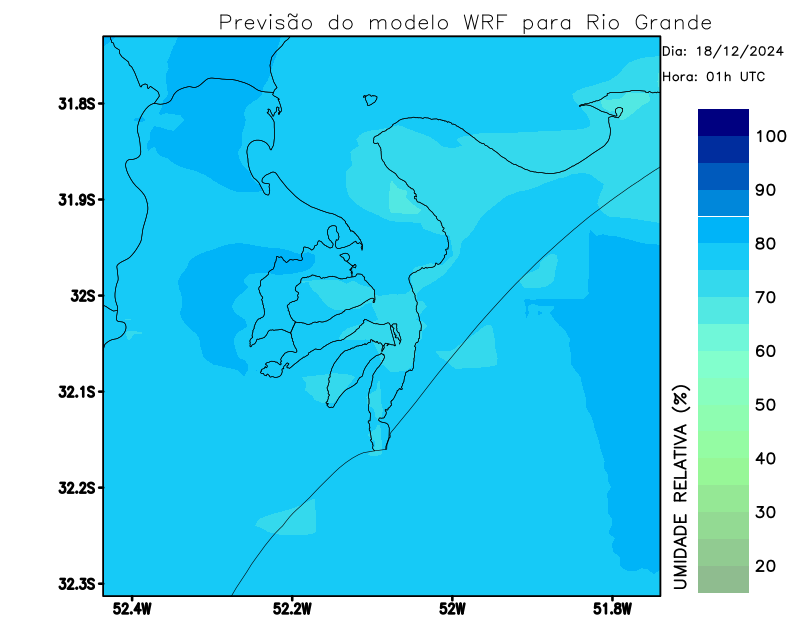 Previsão do modelo WRF para Rio Grande
Dia: 18/12/2024
Hora: 01h UTC
31.8S
31.9S
32S
32.1S
32.2S
32.3S
52.4W
52.2W
52W
51.8W
100
90
80
70
60
50
40
30
20
UMIDADE RELATIVA (%)